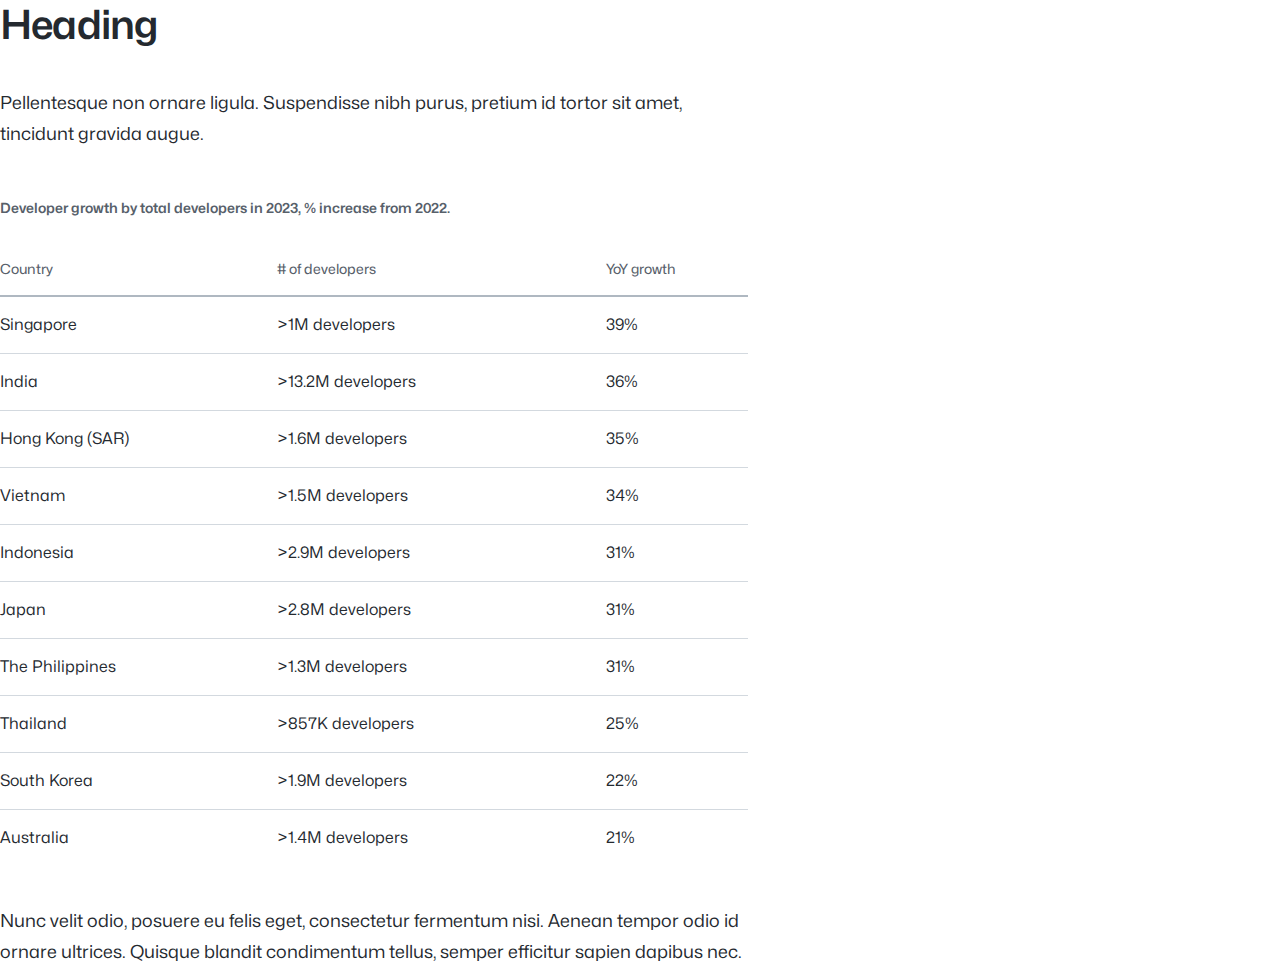 Heading
Pellentesque non ornare ligula. Suspendisse nibh purus, pretium id tortor sit amet,
tincidunt gravida augue.
Developer growth by total developers in 2023, % increase from 2022.
Country # of developers YoY growth
Singapore >1M developers 39%
India >13.2M developers 36%
Hong Kong (SAR) >1.6M developers 35%
Vietnam >1.5M developers 34%
Indonesia >2.9M developers 31%
Japan >2.8M developers 31%
The Philippines >1.3M developers 31%
Thailand >857K developers 25%
South Korea >1.9M developers 22%
Australia >1.4M developers 21%
Nunc velit odio, posuere eu felis eget, consectetur fermentum nisi. Aenean tempor odio id
ornare ultrices. Quisque blandit condimentum tellus, semper efficitur sapien dapibus nec.